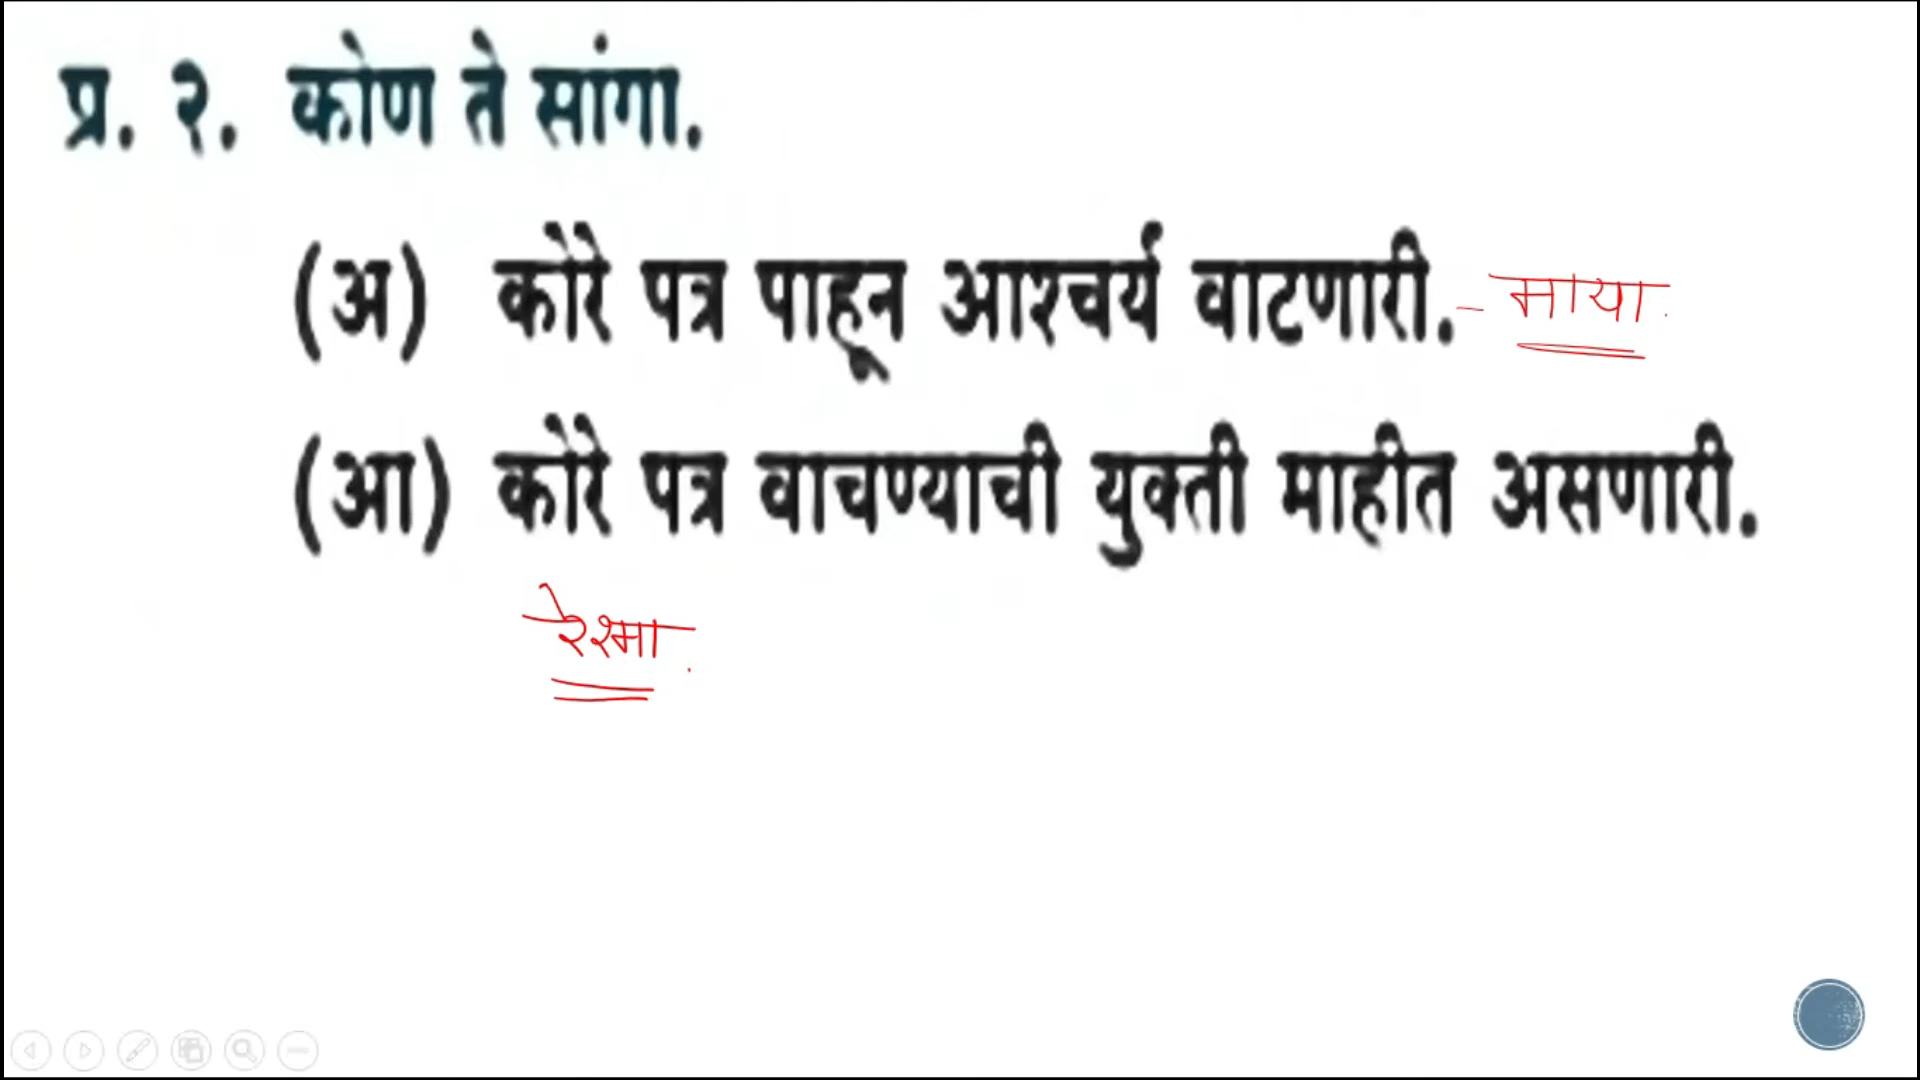 प्र. २. कोण ते सांगा.
(अ) कोरे पत्र पाहून आश्चर्य वाटणारी. - माया.
(आ) कोरे पत्र वाचण्याची युक्ती माहीत असणारी.
रेश्मा.